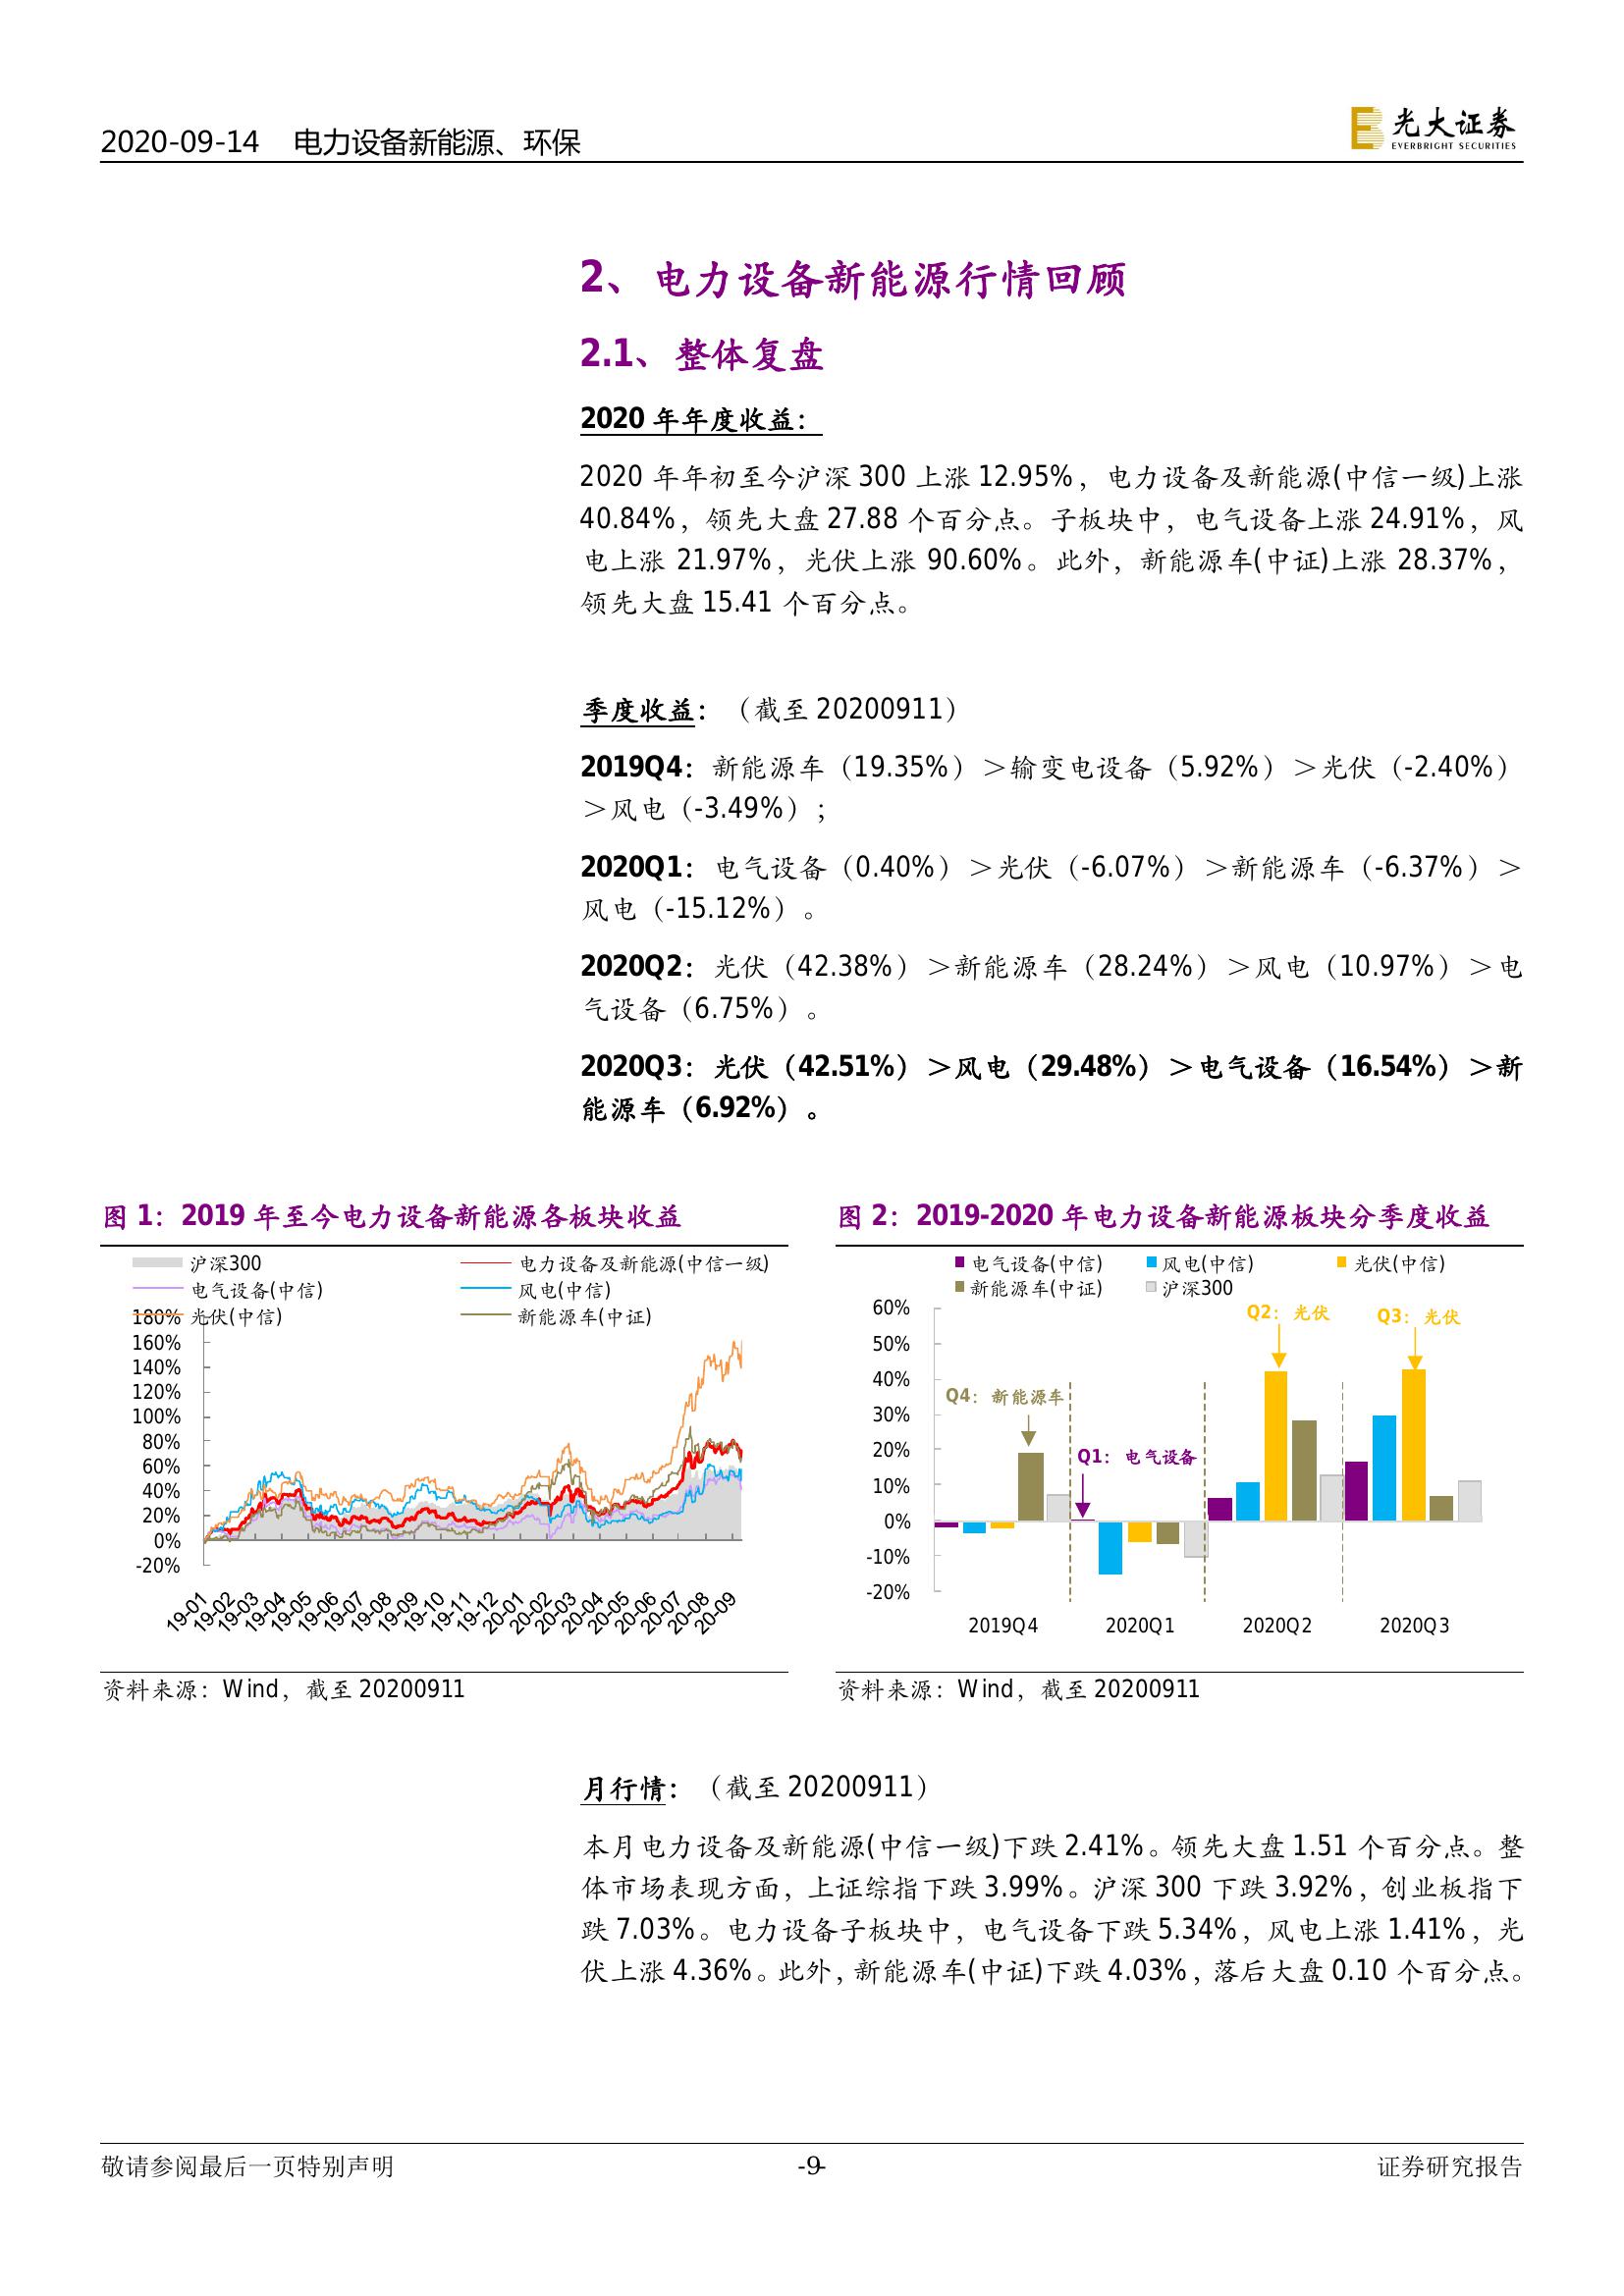 2020-09-14 电力设备新能源、环保
光大证券
EVERBRIGHT SECURITIES
2、电力设备新能源行情回顾
2.1、整体复盘
2020 年年度收益：
2020 年年初至今沪深 300 上涨 12.95%，电力设备及新能源(中信一级)上涨
40.84%，领先大盘 27.88 个百分点。子板块中，电气设备上涨 24.91%，风
电上涨 21.97%，光伏上涨 90.60%。此外，新能源车(中证)上涨 28.37%，
领先大盘 15.41 个百分点。
季度收益：（截至 20200911）
2019Q4：新能源车（19.35%）＞输变电设备（5.92%）＞光伏（-2.40%）
＞风电（-3.49%）；
2020Q1：电气设备（0.40%）＞光伏（-6.07%）＞新能源车（-6.37%）＞
风电（-15.12%）。
2020Q2：光伏（42.38%）＞新能源车（28.24%）＞风电（10.97%）＞电
气设备（6.75%）。
2020Q3：光伏（42.51%）＞风电（29.48%）＞电气设备（16.54%）＞新
能源车（6.92%）。
图 1：2019 年至今电力设备新能源各板块收益
沪深300 电力设备及新能源(中信一级)
电气设备(中信) 风电(中信)
光伏(中信) 新能源车(中证)
180%
160%
140%
120%
100%
80%
60%
40%
20%
0%
-20%
19-01 19-02 19-03 19-04 19-05 19-06 19-07 19-08 19-09 19-10 19-11 19-12 20-01 20-02 20-03 20-04 20-05 20-06 20-07 20-08 20-09
资料来源：Wind，截至 20200911
图 2：2019-2020 年电力设备新能源板块分季度收益
电气设备(中信) 风电(中信) 光伏(中信)
新能源车(中证) 沪深300
60%
50%
40%
30%
20%
10%
0%
-10%
-20%
Q4：新能源车
Q1：电气设备
Q2：光伏
Q3：光伏
2019Q4 2020Q1 2020Q2 2020Q3
资料来源：Wind，截至 20200911
月行情：（截至 20200911）
本月电力设备及新能源(中信一级)下跌 2.41%。领先大盘 1.51 个百分点。整
体市场表现方面，上证综指下跌 3.99%。沪深 300 下跌 3.92%，创业板指下
跌 7.03%。电力设备子板块中，电气设备下跌 5.34%，风电上涨 1.41%，光
伏上涨 4.36%。此外，新能源车(中证)下跌 4.03%，落后大盘 0.10 个百分点。
敬请参阅最后一页特别声明 -9- 证券研究报告